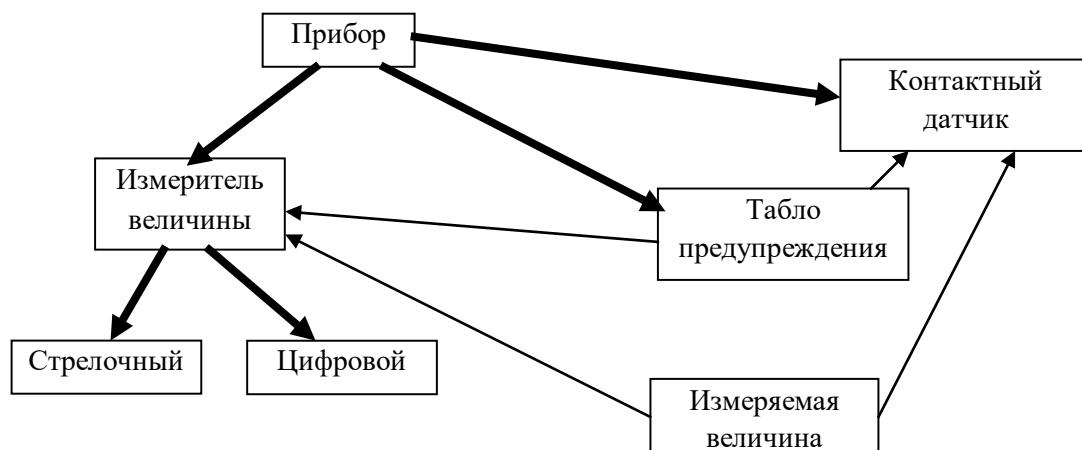 Прибор
Контактный
датчик
Измеритель
величины
Табло
предупреждения
Стрелочный
Цифровой
Измеряемая
величина